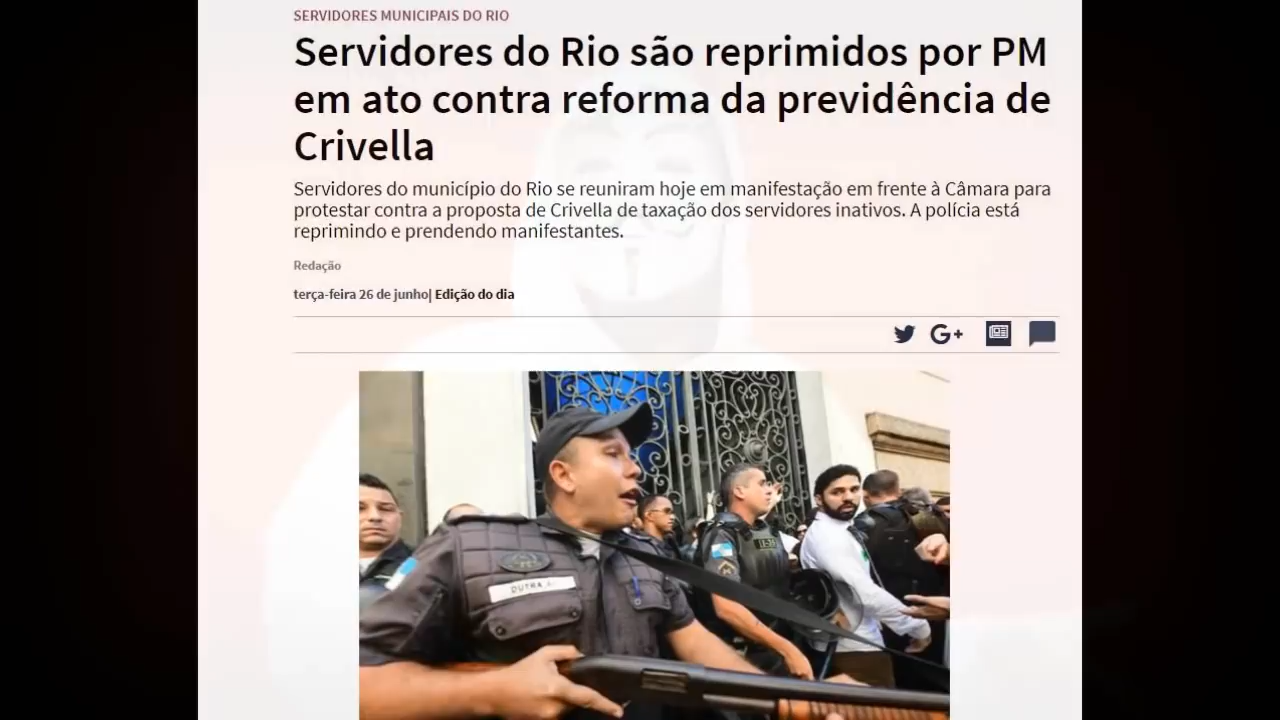 SERVIDORES MUNICIPAIS DO RIO
Servidores do Rio são reprimidos por PM
em ato contra reforma da previdência de
Crivella
Servidores do município do Rio se reuniram hoje em manifestação em frente à Câmara para
protestar contra a proposta de Crivella de taxação dos servidores inativos. A polícia está
reprimindo e prendendo manifestantes.
Redação
terça-feira 26 de junho| Edição do dia
G+
DUTRA